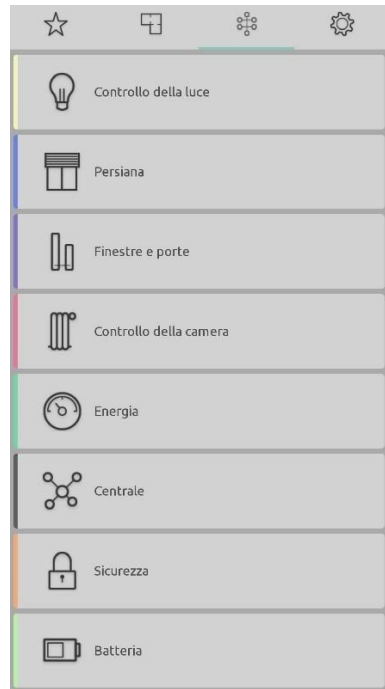 Controllo della luce
Persiana
Finestre e porte
Controllo della camera
Energia
Centrale
Sicurezza
Batteria